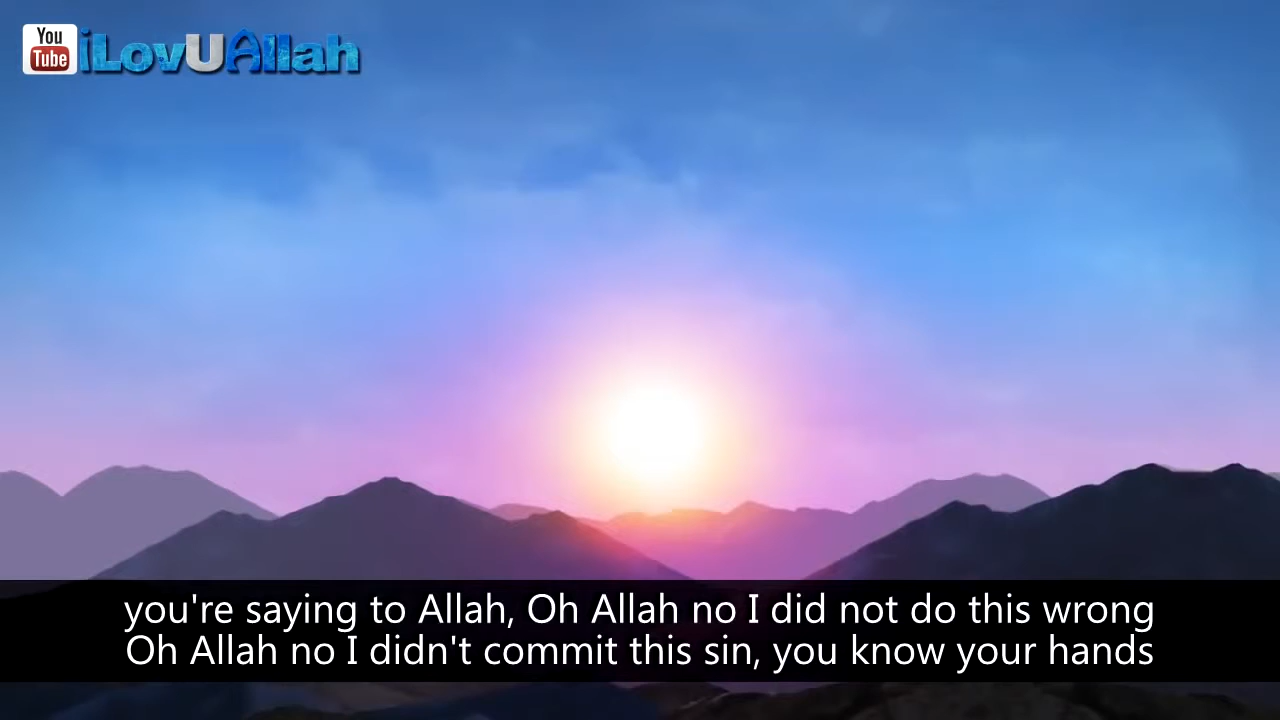 You
Tube
iLovUAllah
you're saying to Allah, Oh Allah no I did not do this wrong
Oh Allah no I didn't commit this sin, you know your hands